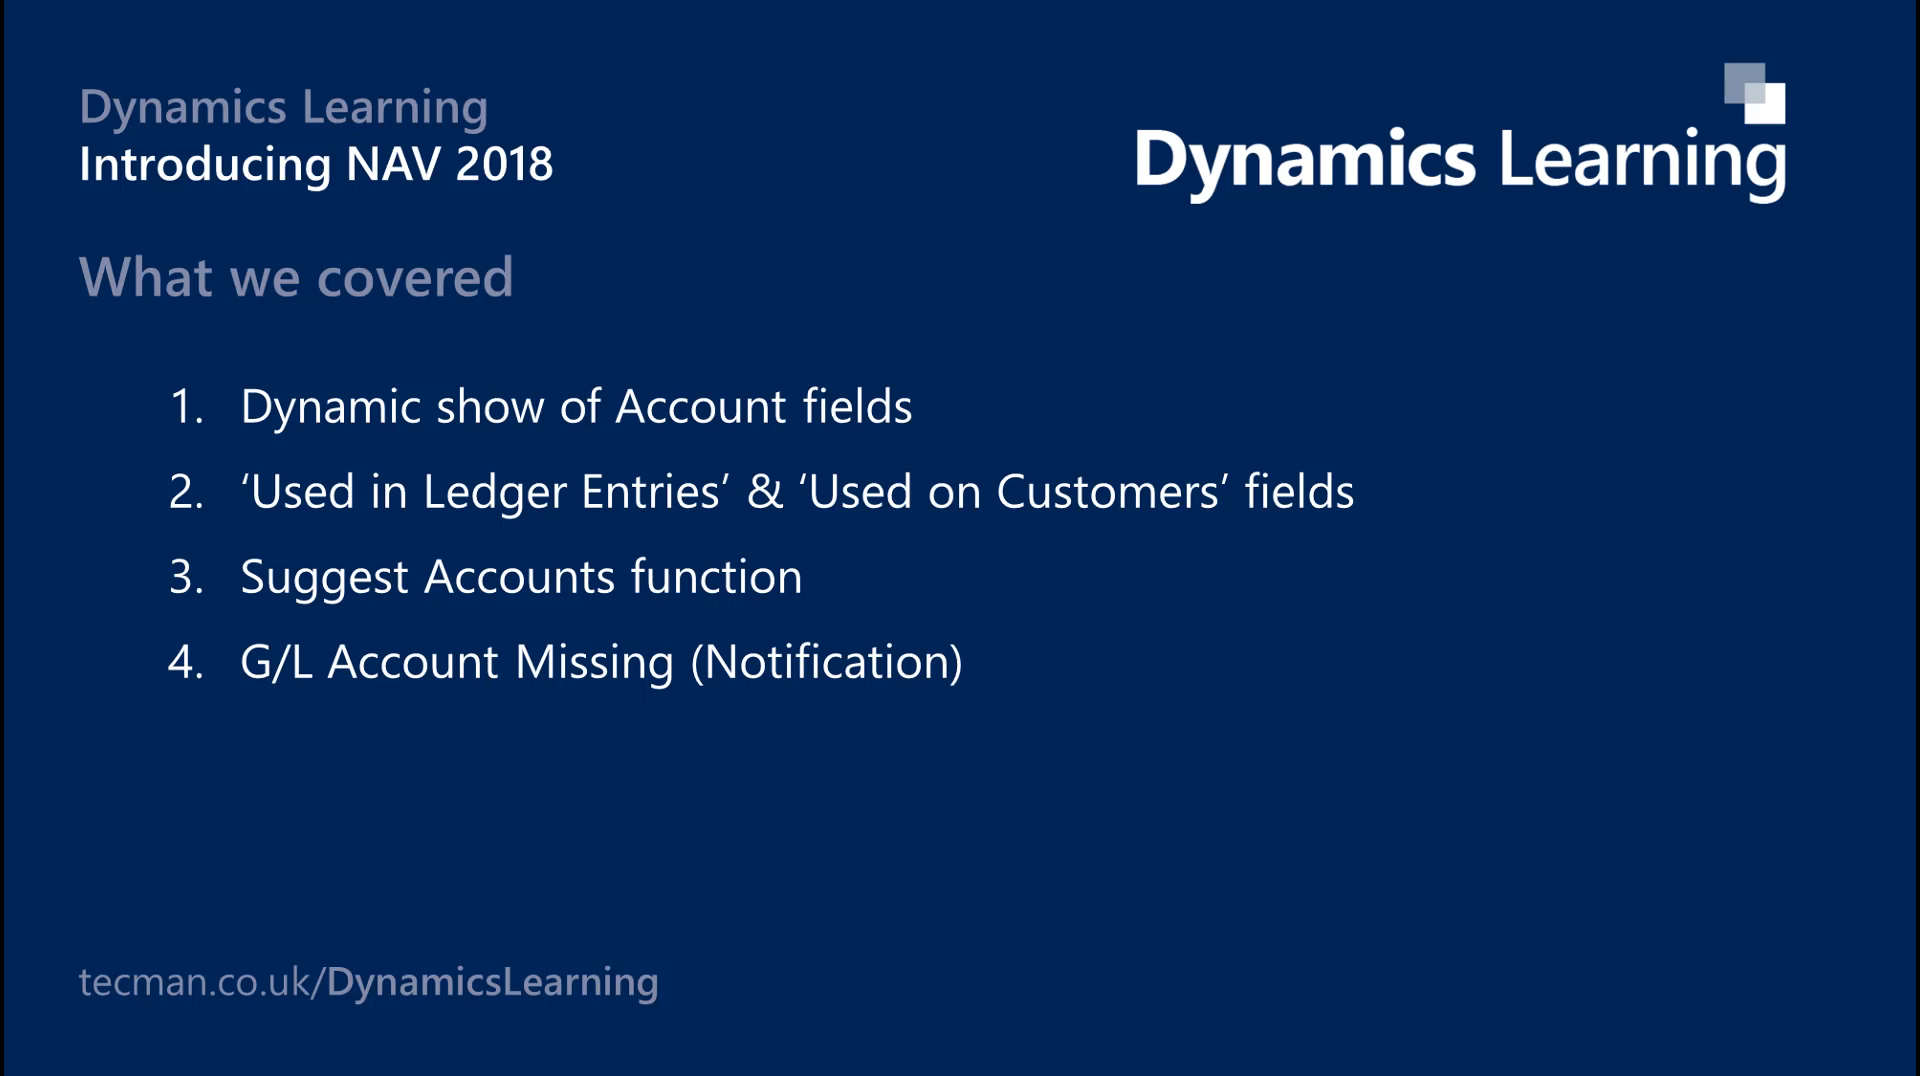 Dynamics Learning
Introducing NAV 2018
Dynamics Learning
What we covered
1. Dynamic show of Account fields
2. ‘Used in Ledger Entries’ & ‘Used on Customers’ fields
3. Suggest Accounts function
4. G/L Account Missing (Notification)
tecman.co.uk/DynamicsLearning